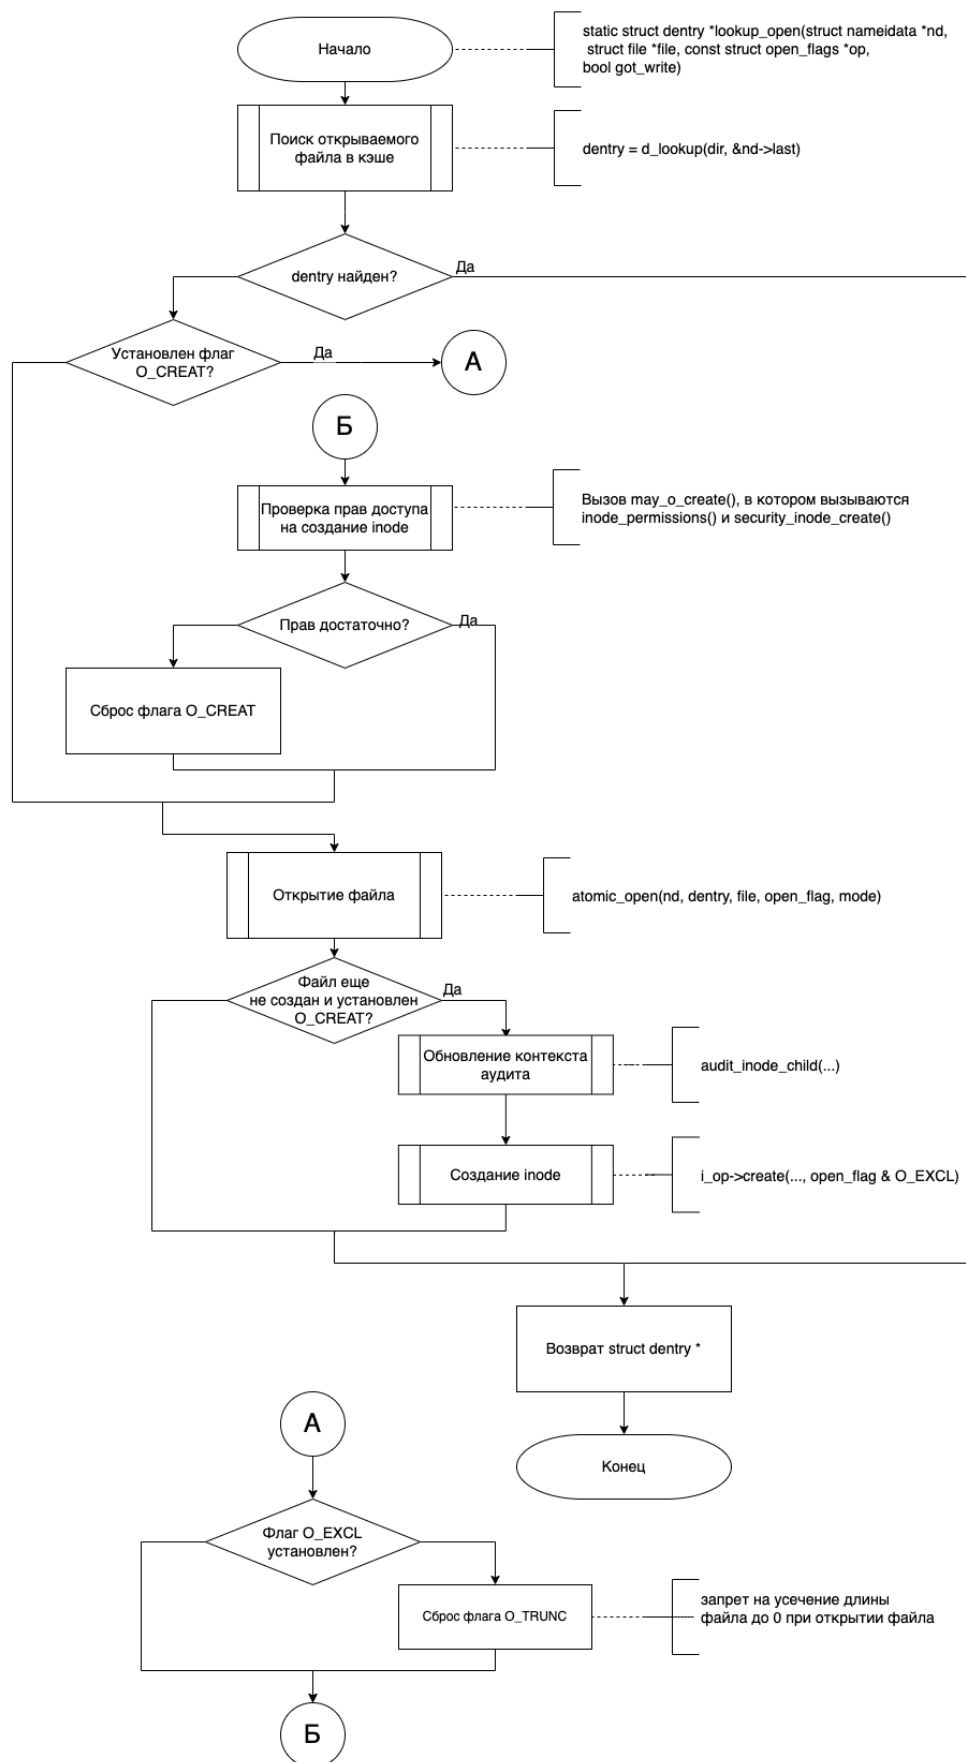 Начало
static struct dentry *lookup_open(struct nameidata *nd,
struct file *file, const struct open_flags *op,
bool got_write)
Поиск открываемого
файла в кэше
dentry = d_lookup(dir, &nd->last)
dentry найден?
Да
Установлен флаг
O_CREAT?
Да
А
Б
Проверка прав доступа
на создание inode
Вызов may_o_create(), в котором вызываются
inode_permissions() и security_inode_create()
Прав достаточно?
Да
Сброс флага O_CREAT
Открытие файла
atomic_open(nd, dentry, file, open_flag, mode)
Файл еще
не создан и установлен
O_CREAT?
Да
Обновление контекста
аудита
audit_inode_child(...)
Создание inode
i_op->create(..., open_flag & O_EXCL)
Возврат struct dentry *
Конец
А
Флаг O_EXCL
установлен?
Сброс флага O_TRUNC
запрет на усечение длины
файла до 0 при открытии файла
Б